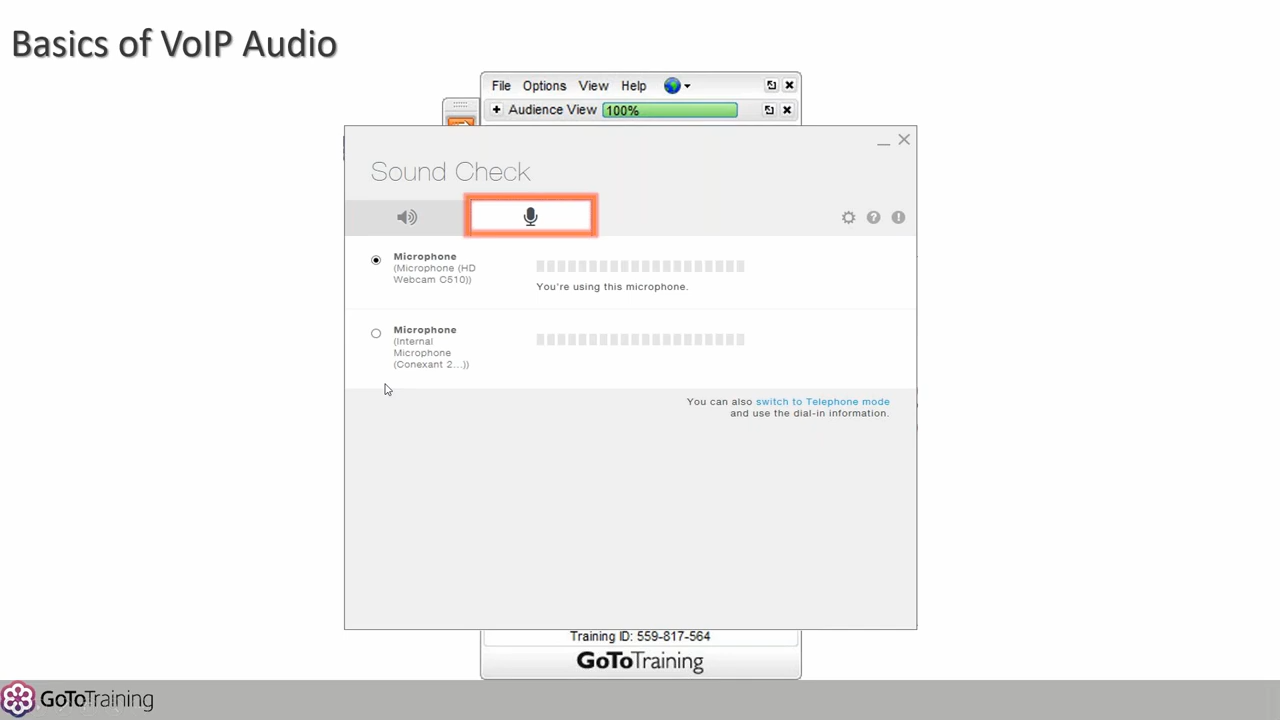 Basics of VoIP Audio
File Options View Help
Audience View 100%
Sound Check
Microphone
(Microphone (HD
Webcam C510))
You're using this microphone.
Microphone
(Internal
Microphone
(Conexant 2...))
You can also switch to Telephone mode
and use the dial-in information.
Training ID: 559-817-564
GoToTraining
GoToTraining